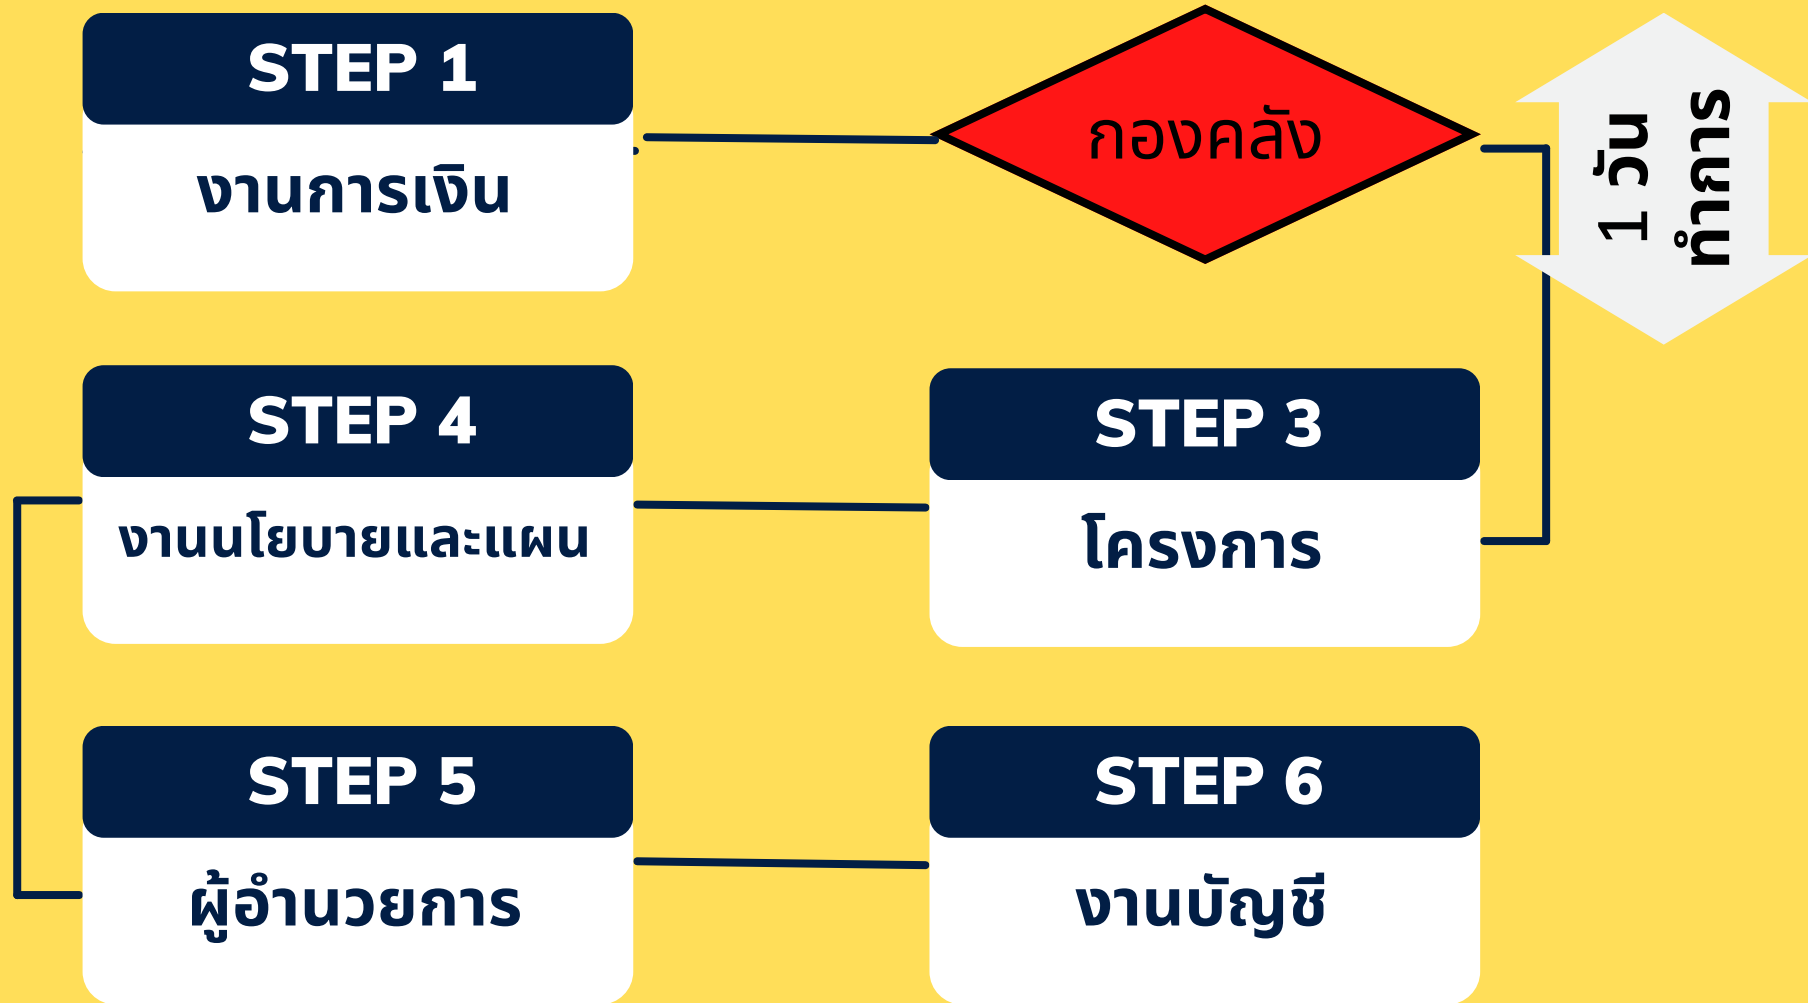 STEP 1
งานการเงิน
กองคลัง
1 วัน
ทำการ
STEP 4
งานนโยบายและแผน
STEP 3
โครงการ
STEP 5
ผู้อำนวยการ
STEP 6
งานบัญชี